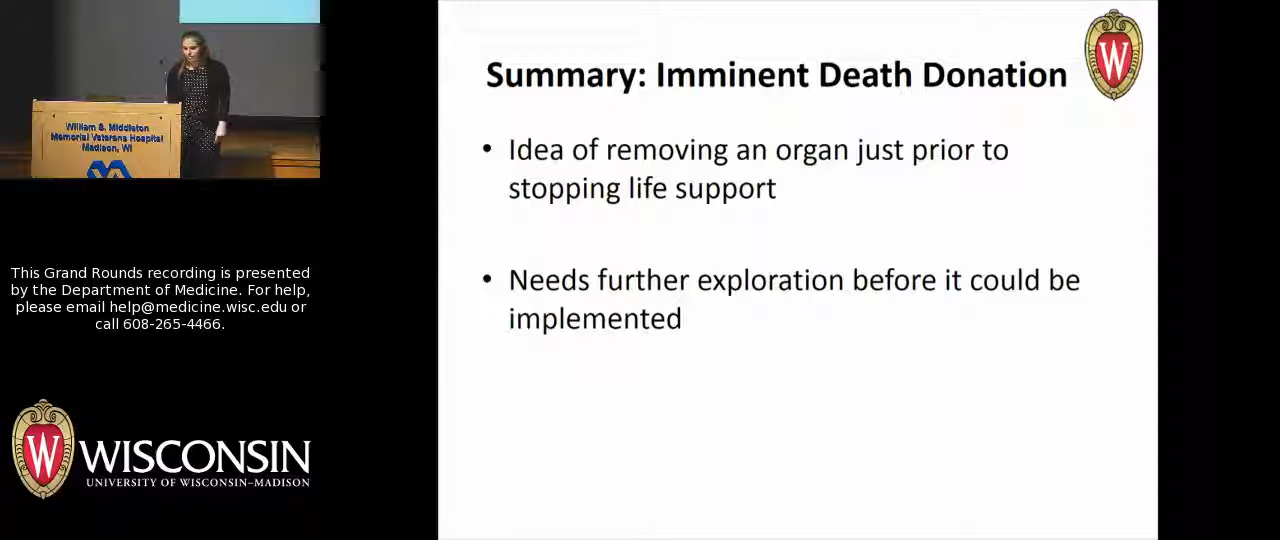 William S. Middleton
Memorial Veterans Hospital
Madison, WI
This Grand Rounds recording is presented
by the Department of Medicine. For help,
please email help@medicine.wisc.edu or
call 608-265-4466.
W WISCONSIN
UNIVERSITY OF WISCONSIN–MADISON
Summary: Imminent Death Donation
W
• Idea of removing an organ just prior to
stopping life support
• Needs further exploration before it could be
implemented